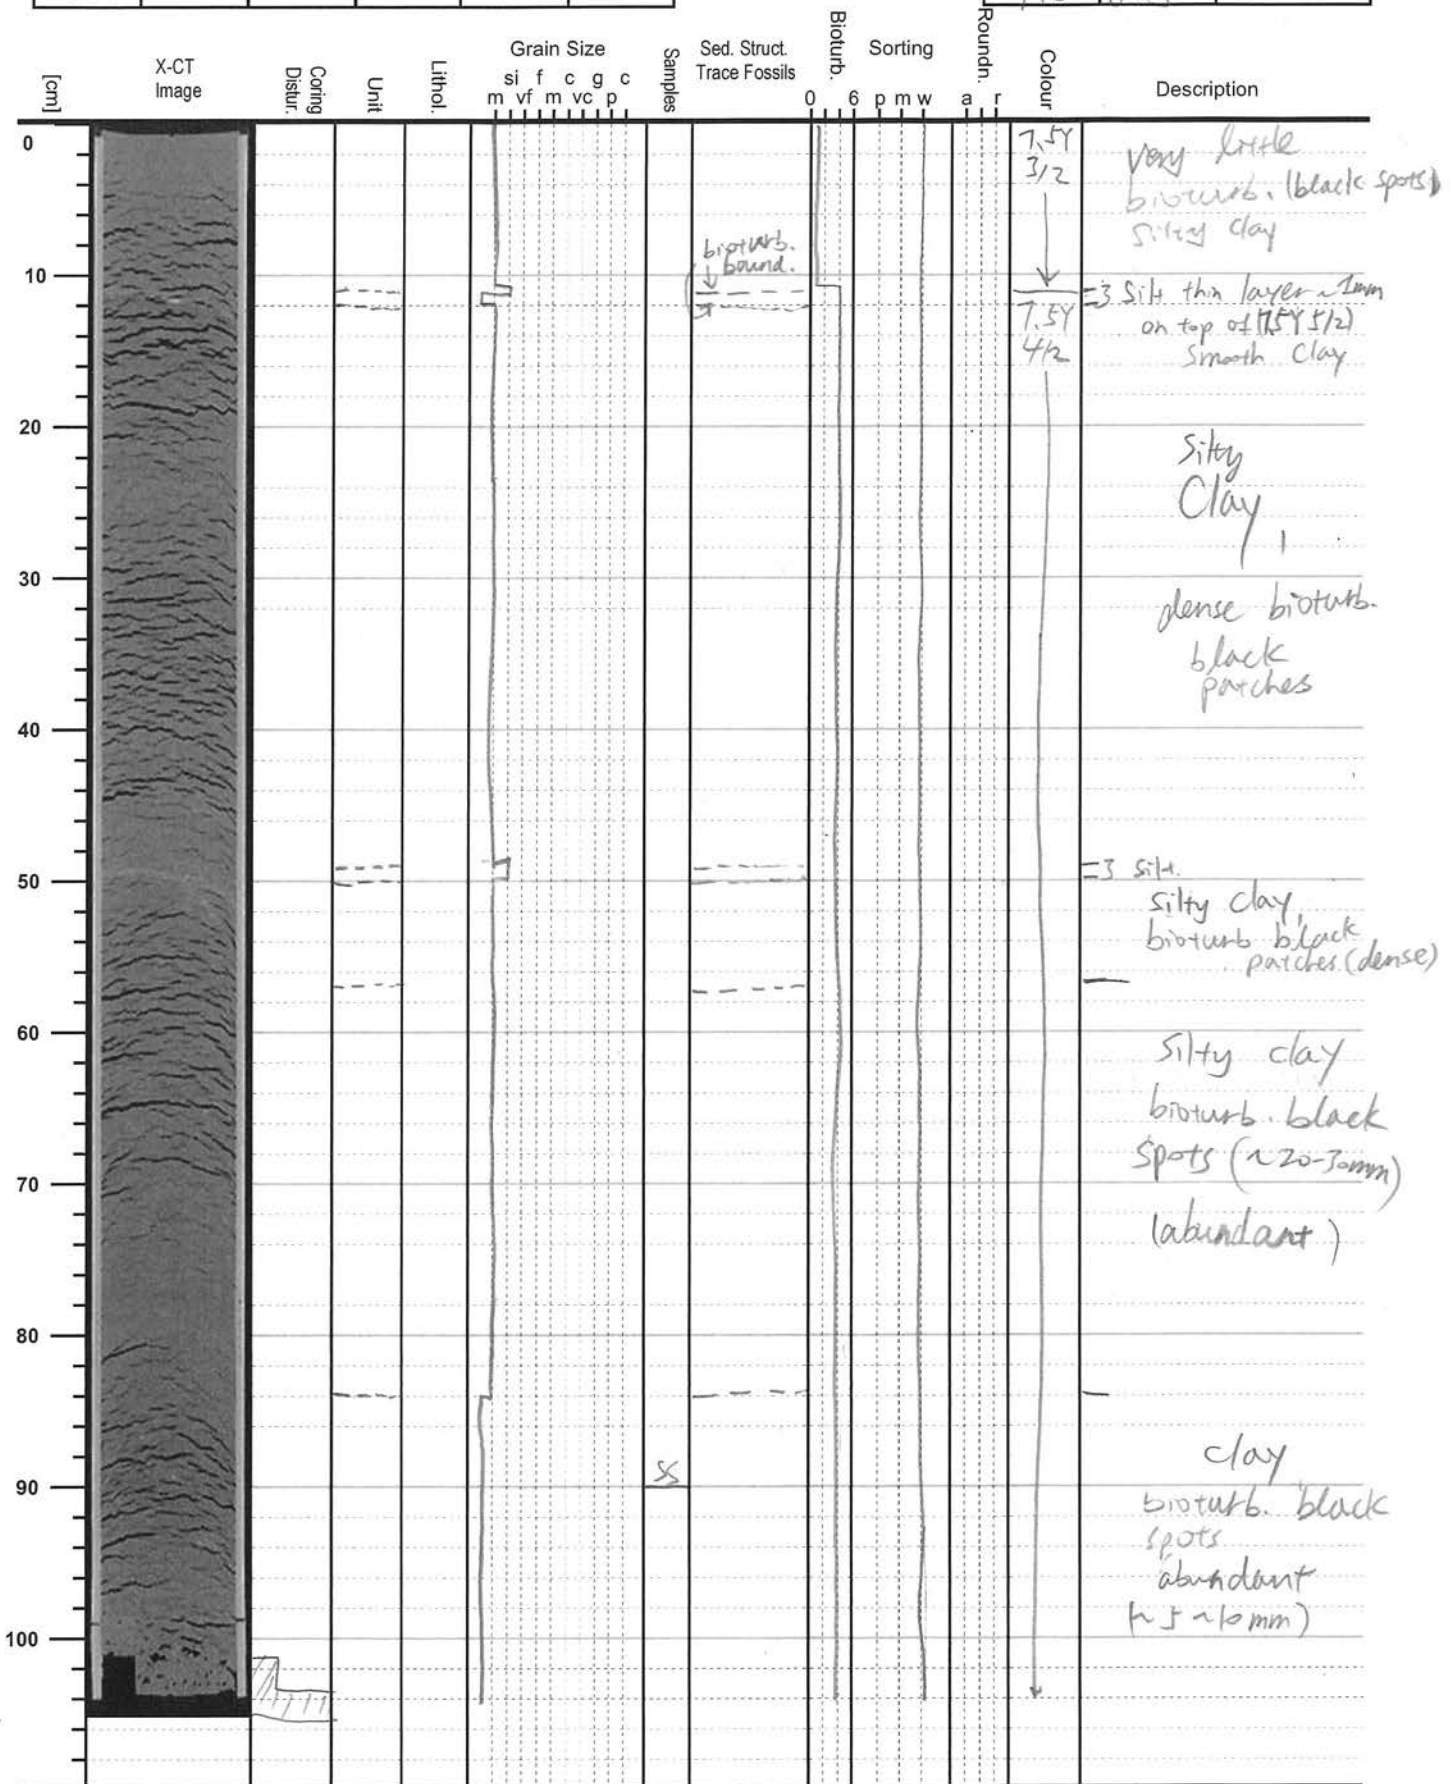 [cm]
X-CT
Image
Coring
Distur.
Unit
Lithol.
Grain Size
si f c g c
m vf m vc p
Samples
Sed. Struct.
Trace Fossils
Bioturb.
0 6
Sorting
p m w
Roundn.
a r
Colour
Description
0
7.5Y
3/2
very little
bioturb. (black spots)
silty clay
bioturb.
bound.
10
Silt thin layer ~1mm
on top of (7.5Y 5/2)
Smooth Clay
7.5Y
4/2
20
Silty
Clay,
30
dense bioturb.
black
patches
40
silt.
50
silty clay,
bioturb black
patches (dense)
60
silty clay
bioturb. black
spots (~20-30mm)
70
(abundant)
80
clay
SS
90
bioturb. black
spots
abundant
(~5~10mm)
100